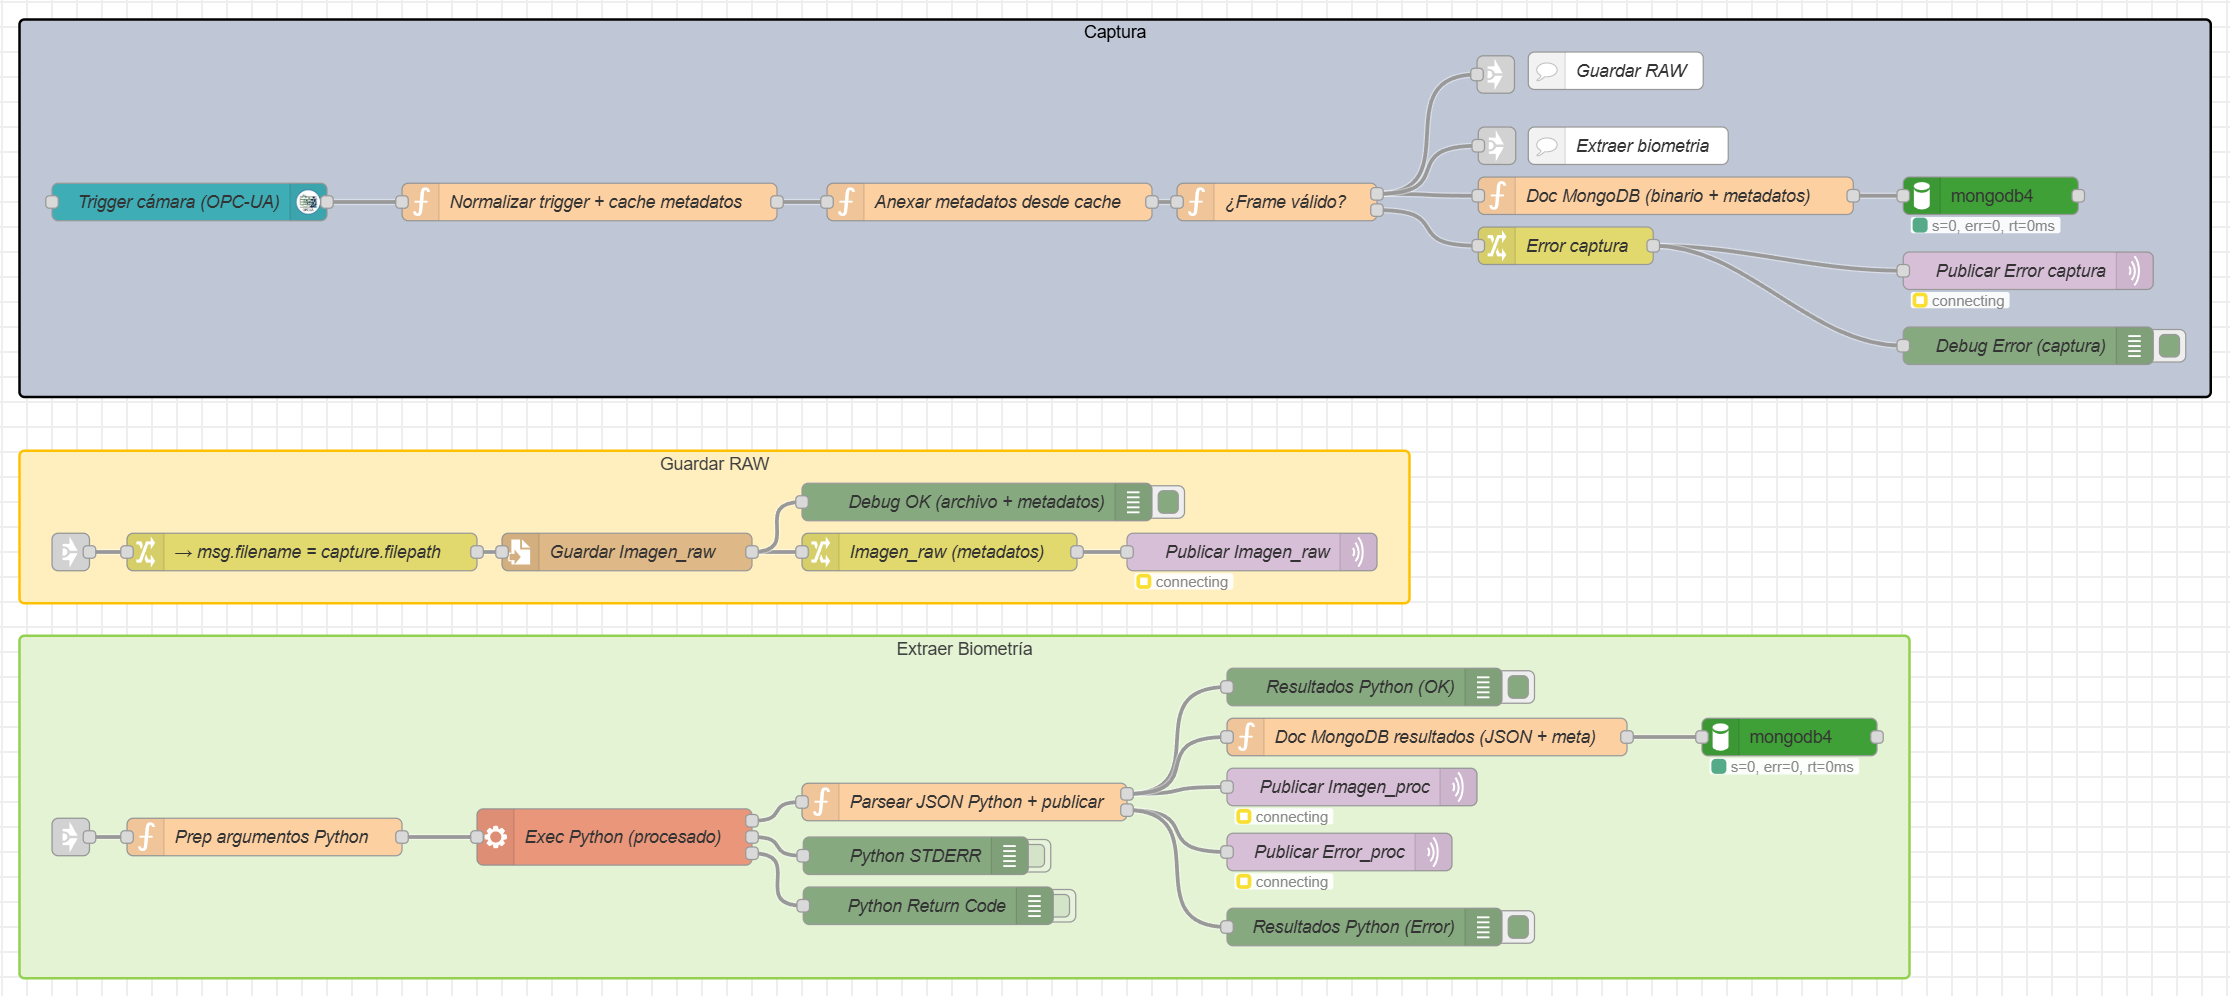 Captura
Guardar RAW
Extraer biometria
Trigger cámara (OPC-UA)
Normalizar trigger + cache metadatos
Anexar metadatos desde cache
¿Frame válido?
Doc MongoDB (binario + metadatos)
mongodb4
s=0, err=0, rt=0ms
Error captura
Publicar Error captura
connecting
Debug Error (captura)
Guardar RAW
Debug OK (archivo + metadatos)
→ msg.filename = capture.filepath
Guardar Imagen_raw
Imagen_raw (metadatos)
Publicar Imagen_raw
connecting
Extraer Biometría
Resultados Python (OK)
Doc MongoDB resultados (JSON + meta)
mongodb4
s=0, err=0, rt=0ms
Publicar Imagen_proc
connecting
Parsear JSON Python + publicar
Prep argumentos Python
Exec Python (procesado)
Python STDERR
Publicar Error_proc
connecting
Python Return Code
Resultados Python (Error)